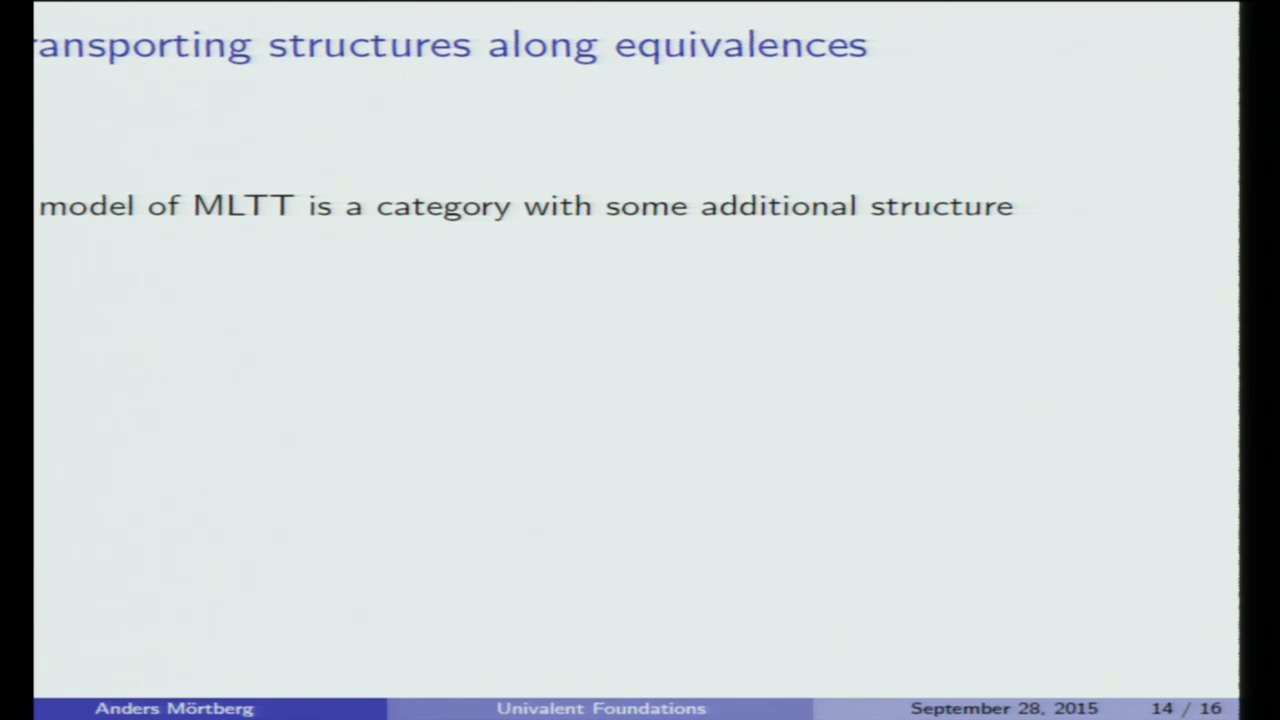 ransporting structures along equivalences
model of MLTT is a category with some additional structure
Anders Mörtberg Univalent Foundations September 28, 2015 14 / 16